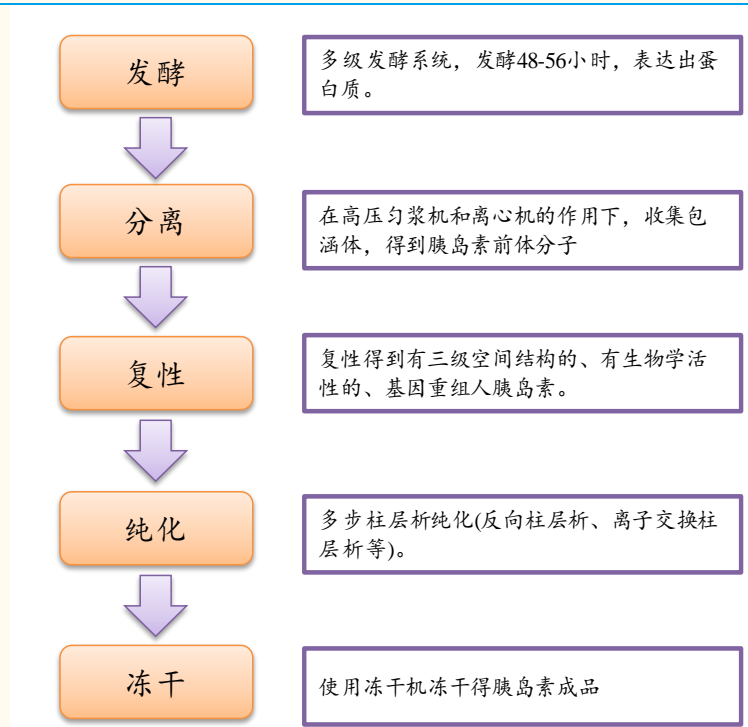 发酵
多级发酵系统，发酵48-56小时，表达出蛋
白质。
分离
在高压匀浆机和离心机的作用下，收集包
涵体，得到胰岛素前体分子
复性
复性得到有三级空间结构的、有生物学活
性的、基因重组人胰岛素。
纯化
多步柱层析纯化(反向柱层析、离子交换柱
层析等)。
冻干
使用冻干机冻干得胰岛素成品